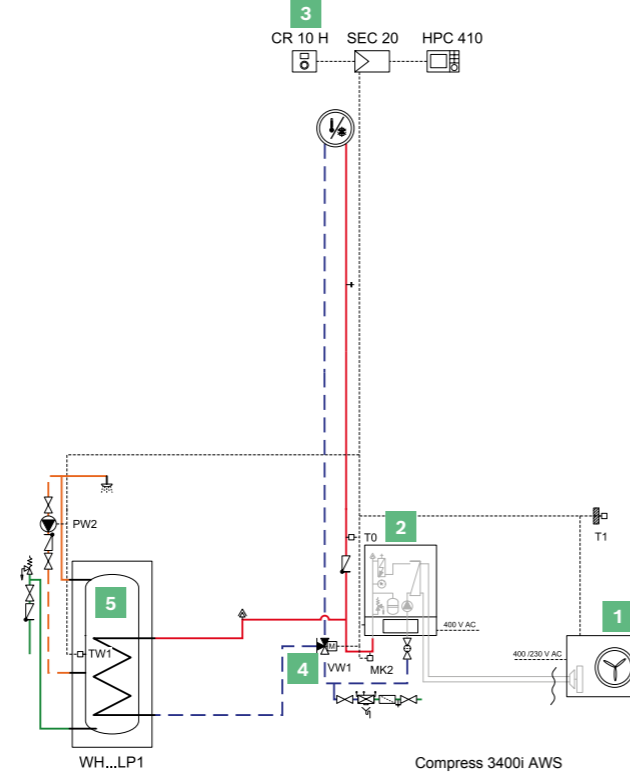 3
CR 10 H SEC 20 HPC 410
PW2
T0
2
T1
5
1
400 V AC
TW1
400 /230 V AC
M
4
VW1
MK2
WH...LP1
Compress 3400i AWS